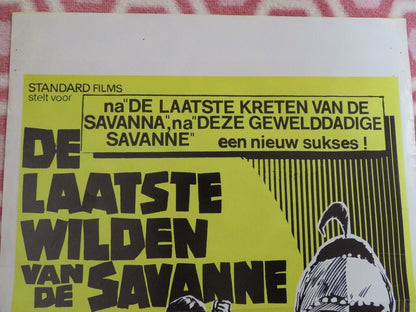 STANDARD FILMS
stelt voor
na "DE LAATSTE KRETEN VAN DE
SAVANNA", na "DEZE GEWELDDADIGE
SAVANNE" een nieuw sukses !
DE
LAATSTE
WILDEN
VAN DE SAVANNE